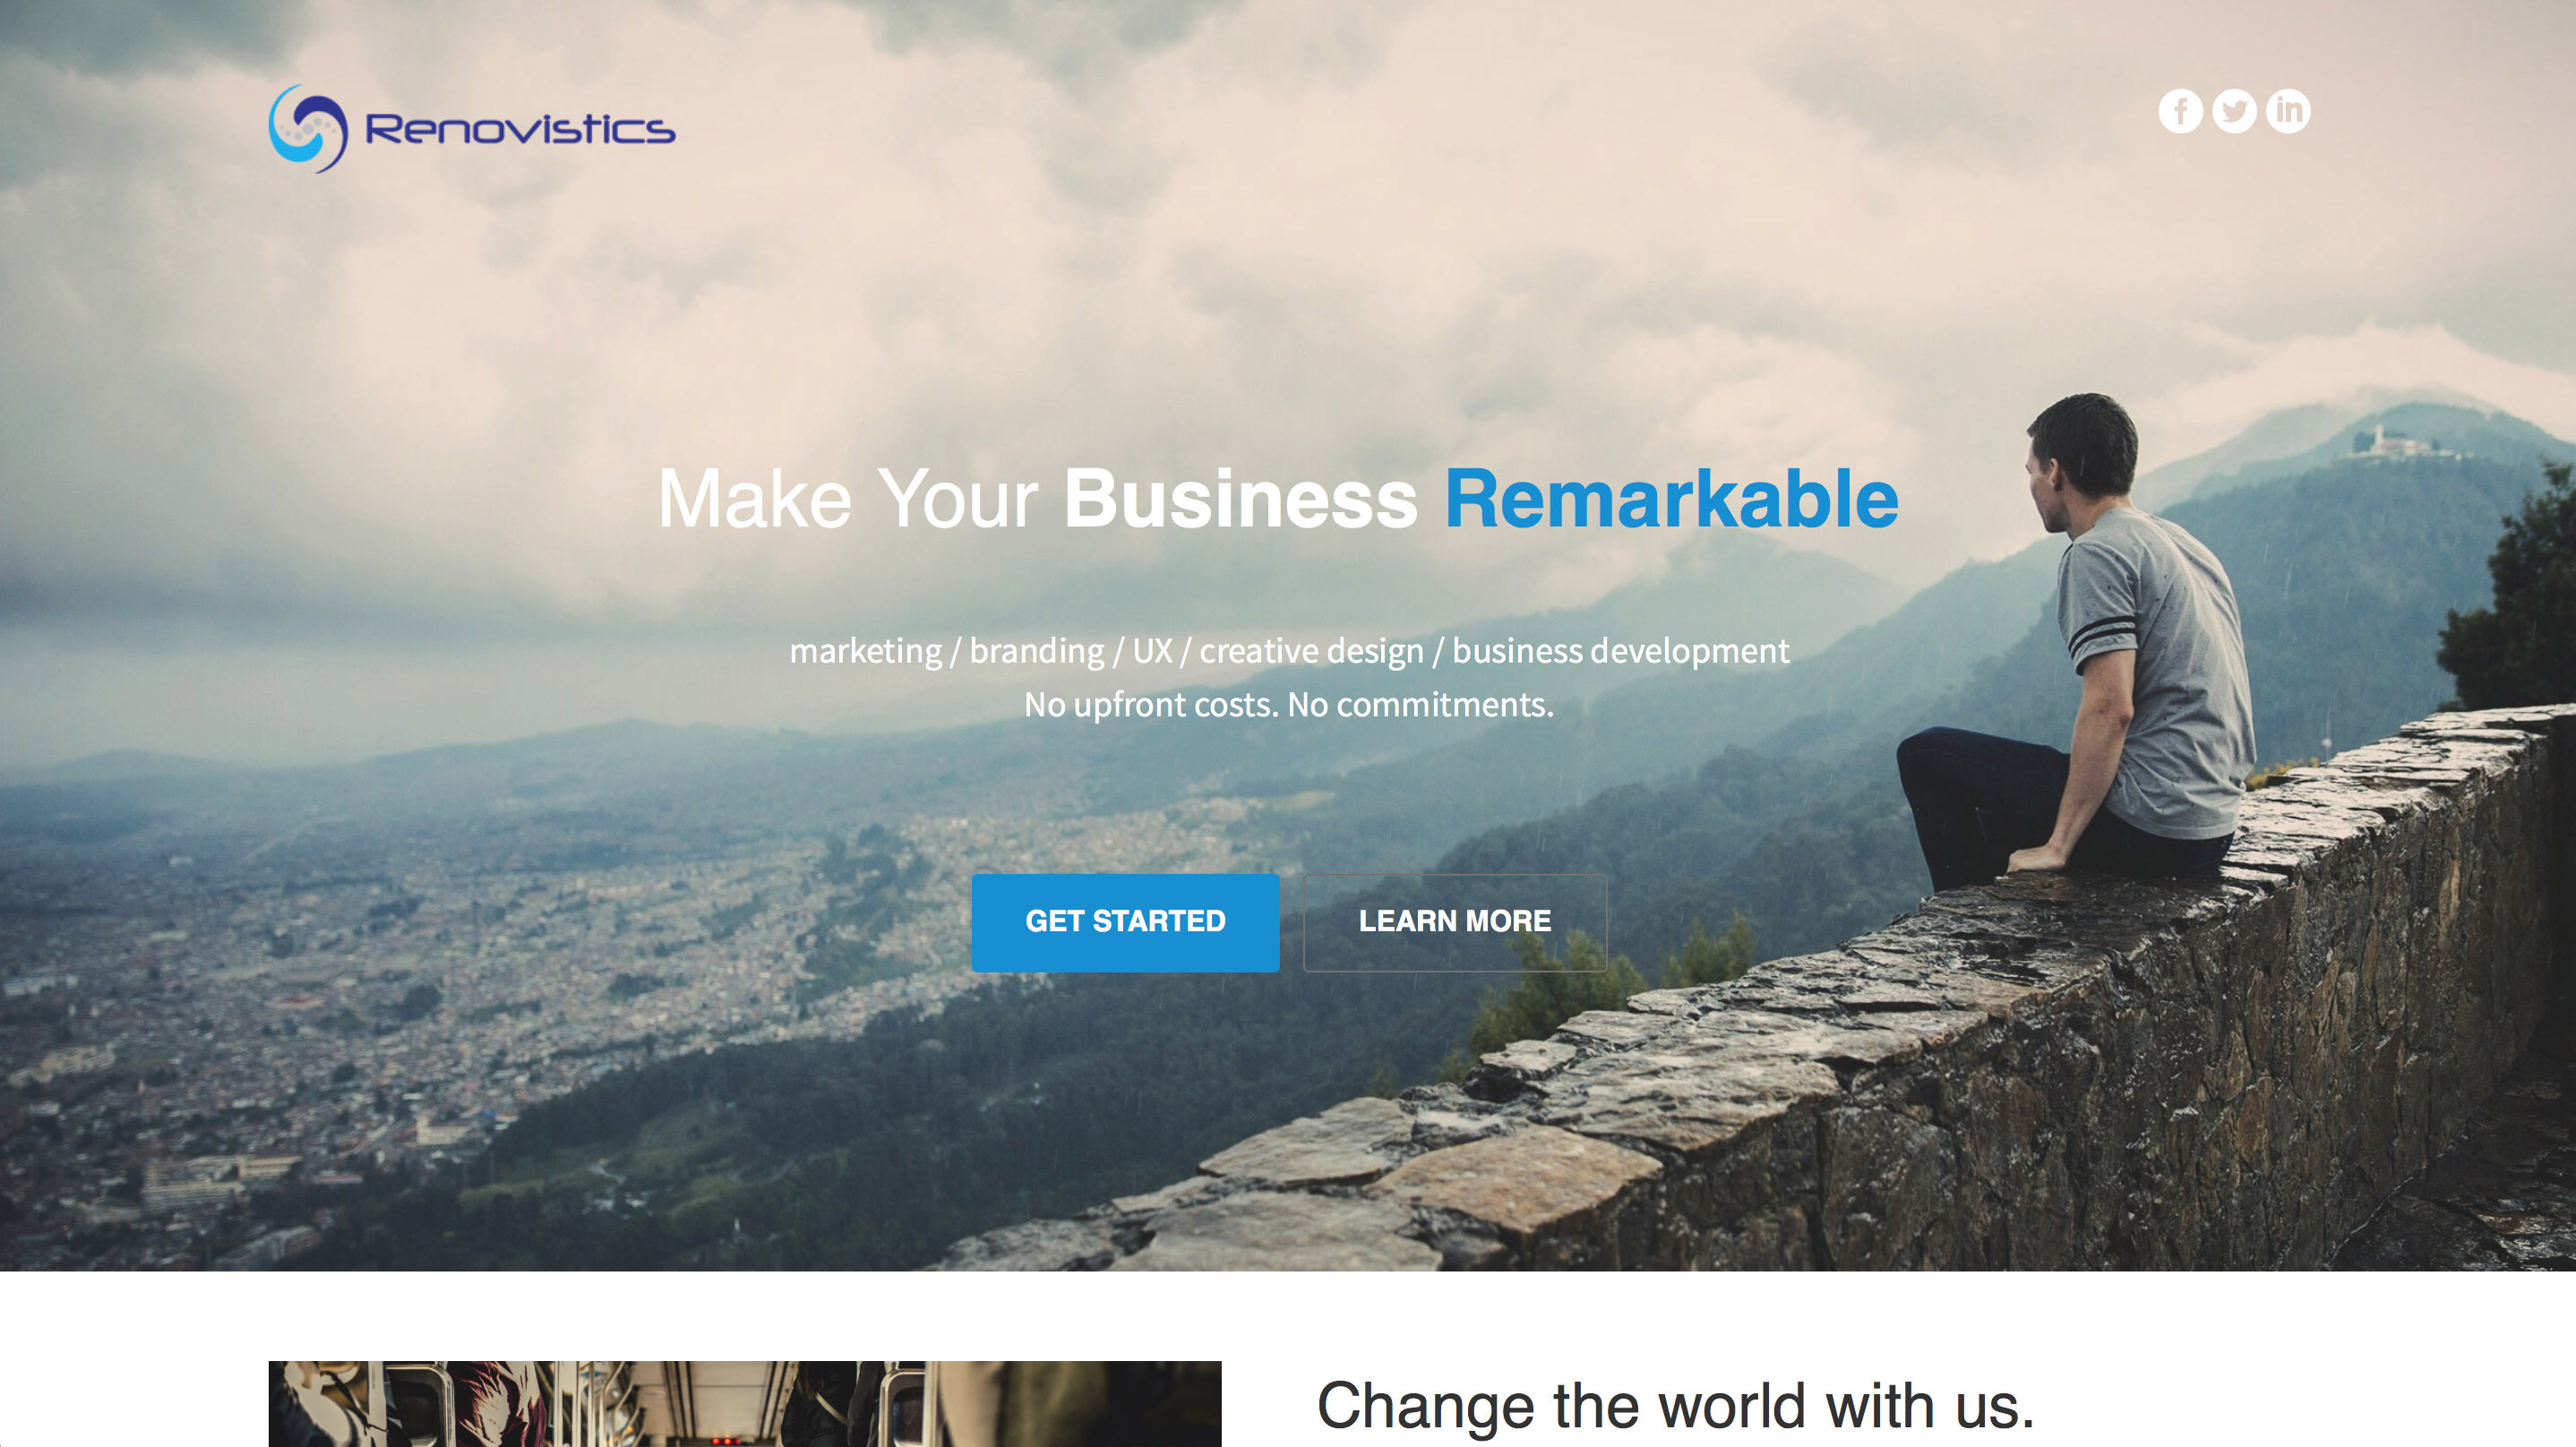 Renovistics
Make Your Business Remarkable
marketing / branding / UX / creative design / business development
No upfront costs. No commitments.
GET STARTED
LEARN MORE
Change the world with us.